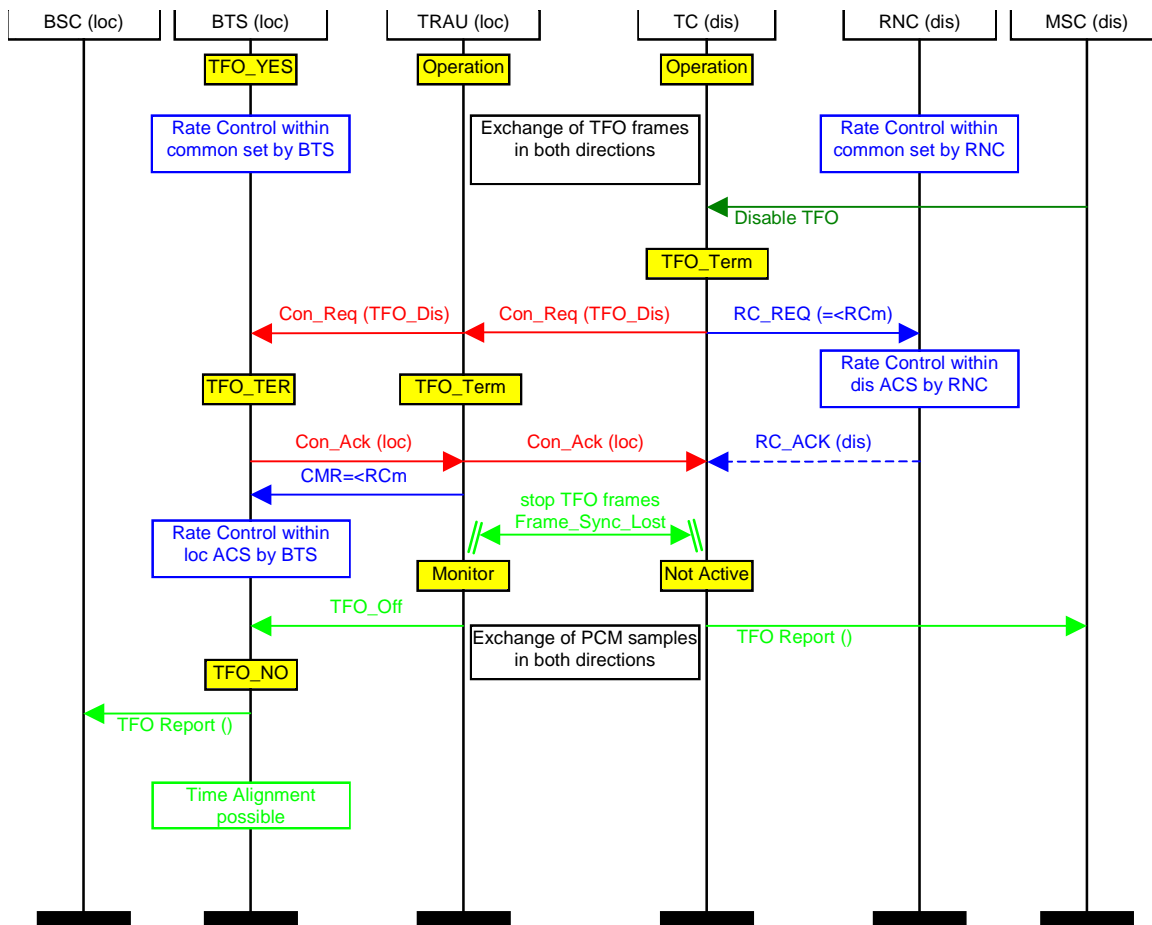 BSC (loc) BTS (loc) TRAU (loc) TC (dis) RNC (dis) MSC (dis)
TFO_YES Operation Operation
Rate Control within
common set by BTS
Exchange of TFO frames
in both directions
Rate Control within
common set by RNC
Disable TFO
TFO_Term
Con_Req (TFO_Dis) Con_Req (TFO_Dis) RC_REQ (=<RCm)
Rate Control within
dis ACS by RNC
TFO_TER TFO_Term
Con_Ack (loc) Con_Ack (loc) RC_ACK (dis)
CMR=<RCm
stop TFO frames
Frame_Sync_Lost
Rate Control within
loc ACS by BTS
Monitor Not Active
TFO_Off
Exchange of PCM samples
in both directions
TFO Report ()
TFO_NO
TFO Report ()
Time Alignment
possible